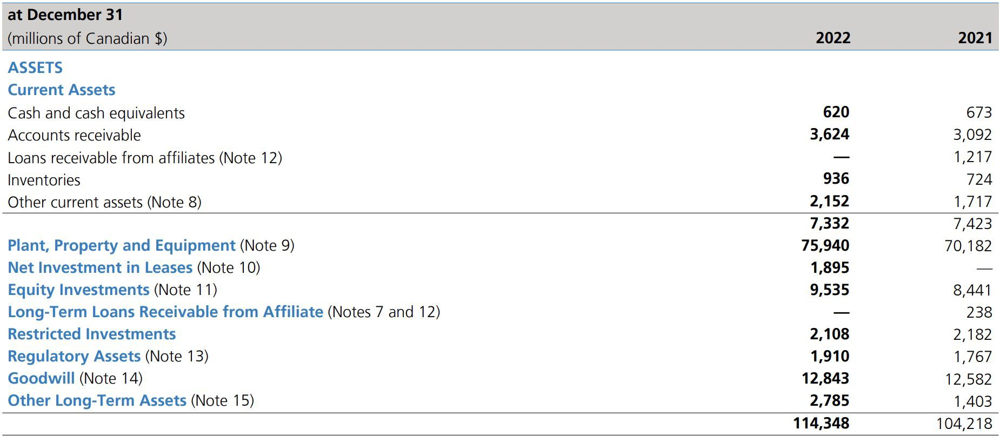 at December 31
(millions of Canadian $) 2022 2021
ASSETS
Current Assets
Cash and cash equivalents 620 673
Accounts receivable 3,624 3,092
Loans receivable from affiliates (Note 12) — 1,217
Inventories 936 724
Other current assets (Note 8) 2,152 1,717
7,332 7,423
Plant, Property and Equipment (Note 9) 75,940 70,182
Net Investment in Leases (Note 10) 1,895 —
Equity Investments (Note 11) 9,535 8,441
Long-Term Loans Receivable from Affiliate (Notes 7 and 12) — 238
Restricted Investments 2,108 2,182
Regulatory Assets (Note 13) 1,910 1,767
Goodwill (Note 14) 12,843 12,582
Other Long-Term Assets (Note 15) 2,785 1,403
114,348 104,218